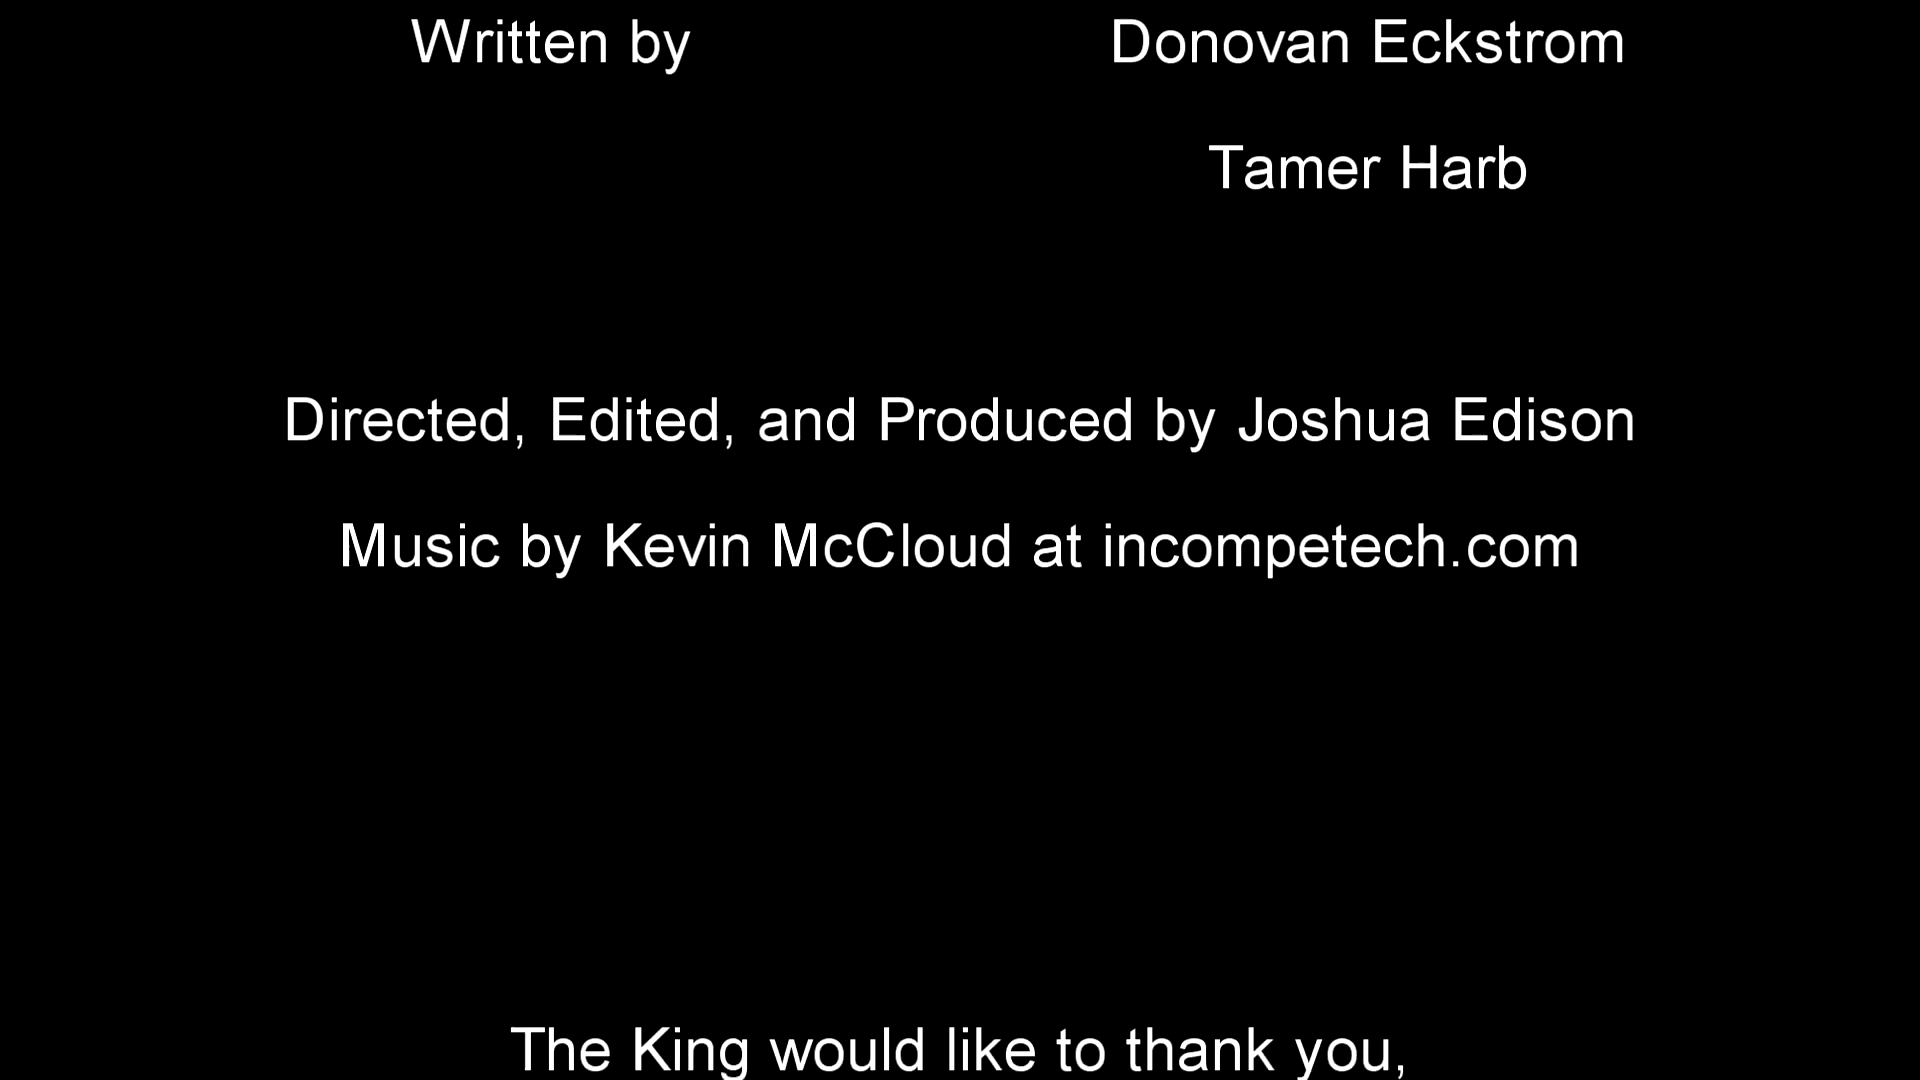 Written by Donovan Eckstrom
Tamer Harb
Directed, Edited, and Produced by Joshua Edison
Music by Kevin McCloud at incompetech.com
The King would like to thank you,